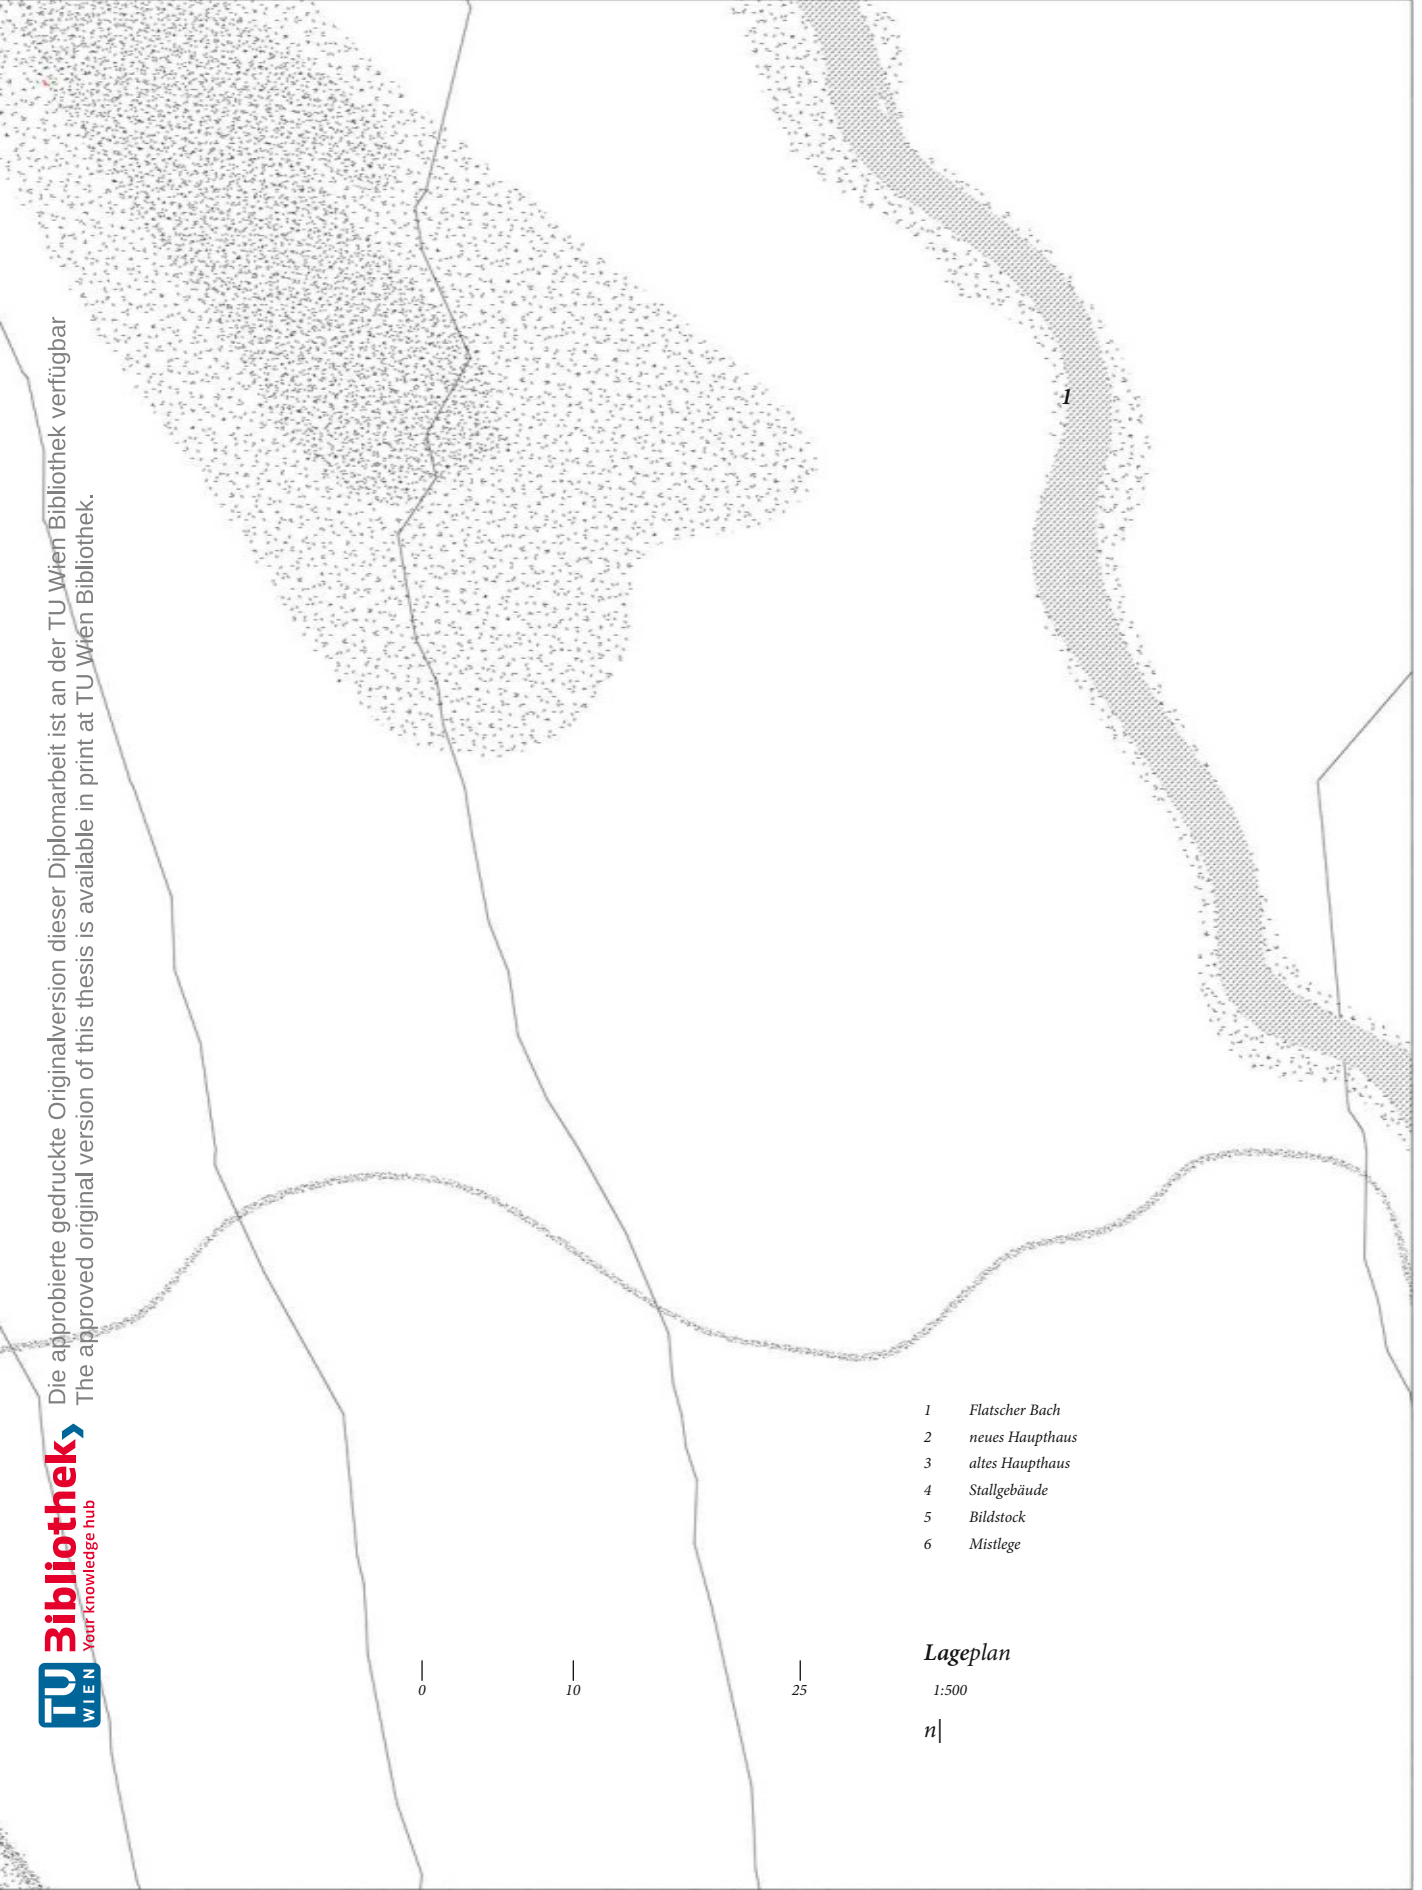 1
1 Flatscher Bach
2 neues Haupthaus
3 altes Haupthaus
4 Stallgebäude
5 Bildstock
6 Mistlege
Lageplan
0 10 25 1:500
n|
Die approbierte gedruckte Originalversion dieser Diplomarbeit ist an der TU Wien Bibliothek verfügbar
The approved original version of this thesis is available in print at TU Wien Bibliothek.
TU Bibliothek
WIEN Your knowledge hub